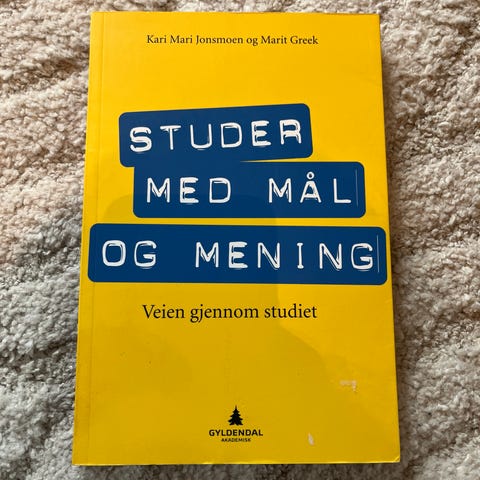 Kari Mari Jonsmoen og Marit Greek
STUDER
MED MÅL
OG MENING
Veien gjennom studiet
GYLDENDAL
AKADEMISK